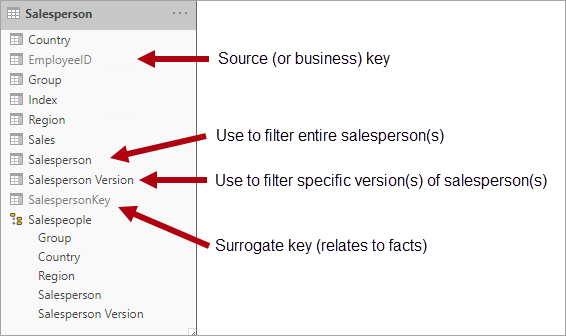 Salesperson ...
Country
EmployeeID
Source (or business) key
Group
Index
Region
Sales
Use to filter entire salesperson(s)
Salesperson
Salesperson Version
Use to filter specific version(s) of salesperson(s)
SalespersonKey
Salespeople
Group
Surrogate key (relates to facts)
Country
Region
Salesperson
Salesperson Version